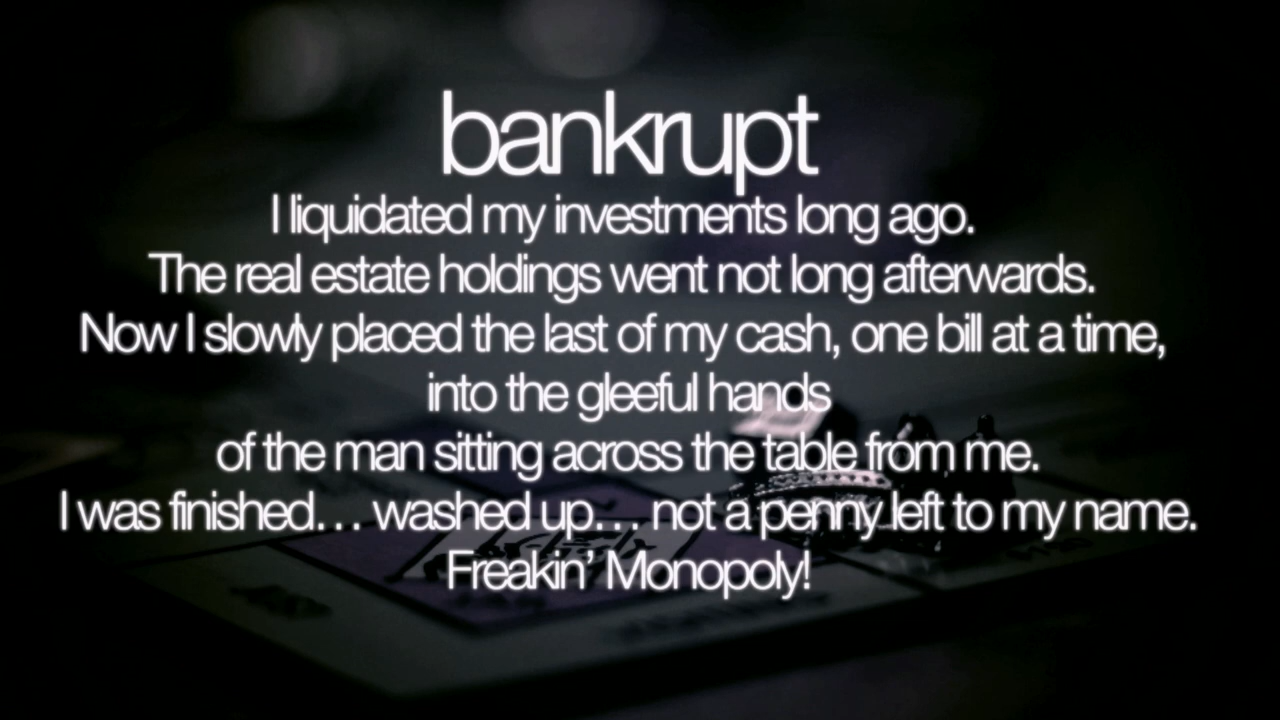 bankrupt
I liquidated my investments long ago.
The real estate holdings went not long afterwards.
Now I slowly placed the last of my cash, one bill at a time,
into the gleeful hands
of the man sitting across the table from me.
I was finished… washed up… not a penny left to my name.
Freakin’ Monopoly!